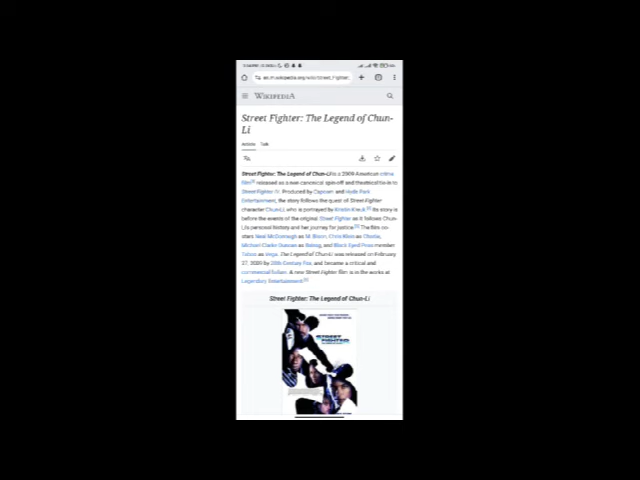 WIKIPEDIA
Street Fighter: The Legend of Chun-
Li
Article Talk
Street Fighter: The Legend of Chun-Li is a 2009 American crime
film released as a non-canonical spin-off and theatrical tie-in to
Street Fighter IV. Produced by Capcom and Hyde Park
Entertainment, the story follows the quest of Street Fighter
character Chun-Li, who is portrayed by Kristin Kreuk. Its story is
before the events of the original Street Fighter as it follows Chun-
Li's personal history and her journey for justice. The film co-
stars Neal McDonough as M. Bison, Chris Klein as Charlie,
Michael Clarke Duncan as Balrog, and Black Eyed Peas member
Taboo as Vega. The Legend of Chun-Li was released on February
27, 2009 by 20th Century Fox, and became a critical and
commercial failure. A new Street Fighter film is in the works at
Legendary Entertainment.
Street Fighter: The Legend of Chun-Li
STREET
FIGHTER